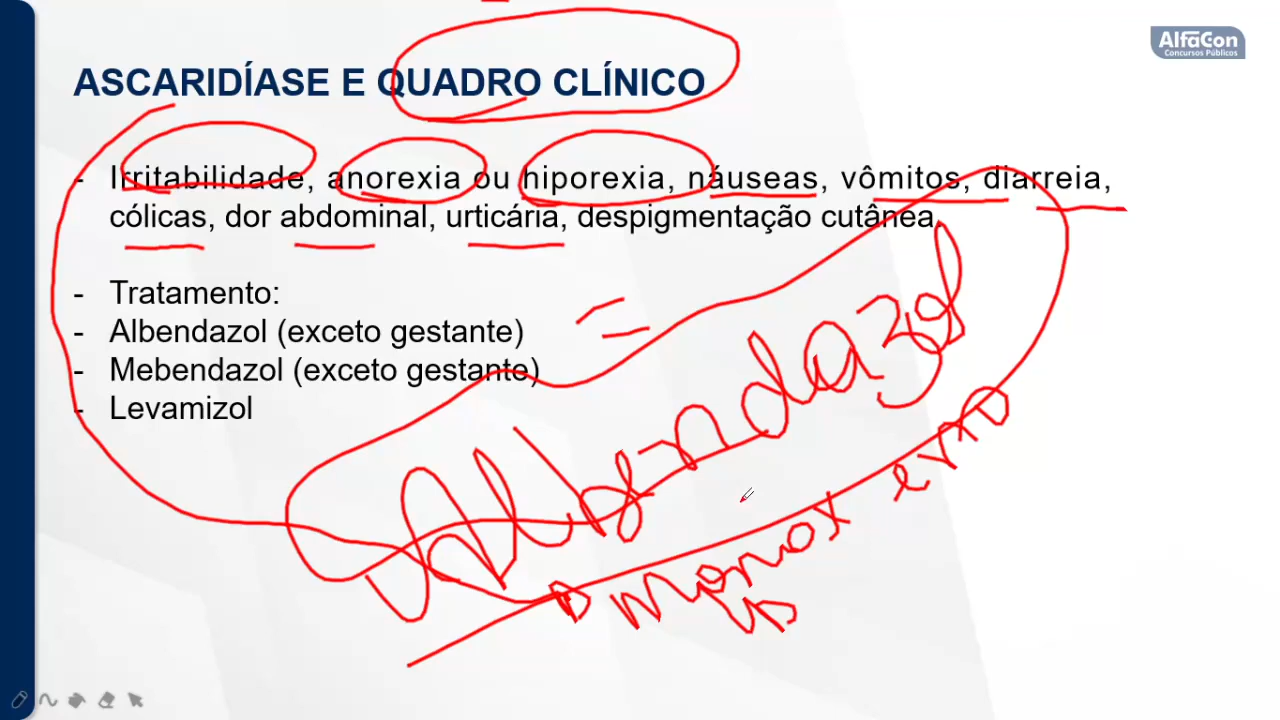 AlfaCon
Concursos Públicos
ASCARIDÍASE E QUADRO CLÍNICO
- Irritabilidade, anorexia ou hiporexia, náuseas, vômitos, diarreia,
cólicas, dor abdominal, urticária, despigmentação cutânea.
- Tratamento:
- Albendazol (exceto gestante)
- Mebendazol (exceto gestante)
- Levamizol
=
Albendazol